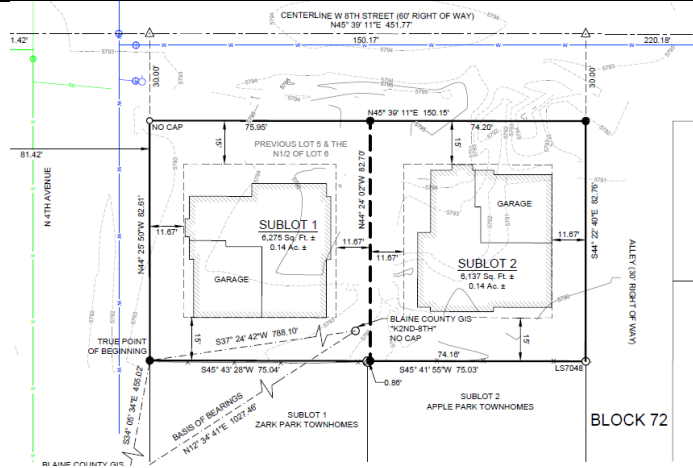 CENTERLINE W 8TH STREET (60' RIGHT OF WAY)
N45° 39' 11"E 451.77'
1.42'
150.17'
220.18'
30.00'
30.00'
N45° 39' 11"E 150.15'
NO CAP
75.95'
74.20'
PREVIOUS LOT 5 & THE
N1/2 OF LOT 6
15'
15'
81.42'
N 4TH AVENUE
N44° 25' 50"W 82.61'
N44° 24' 02"W 82.70'
S44° 22' 40"E 82.76'
ALLEY (30' RIGHT OF WAY)
GARAGE
SUBLOT 1
6,275 Sq. Ft. ±
0.14 Ac. ±
11.67'
11.67'
11.67'
11.67'
SUBLOT 2
6,137 Sq. Ft. ±
0.14 Ac. ±
GARAGE
BLAINE COUNTY GIS
"K2ND-8TH"
NO CAP
15'
15'
TRUE POINT
OF BEGINNING
S37° 24' 42"W 788.10'
74.16'
S45° 43' 28"W 75.04'
S45° 41' 55"W 75.03'
LS7048
0.86'
S34° 05' 34"E 455.02'
BASIS OF BEARINGS
N12° 34' 41"E 1027.46'
SUBLOT 1
ZARK PARK TOWNHOMES
SUBLOT 2
APPLE PARK TOWNHOMES
BLOCK 72
BLAINE COUNTY GIS